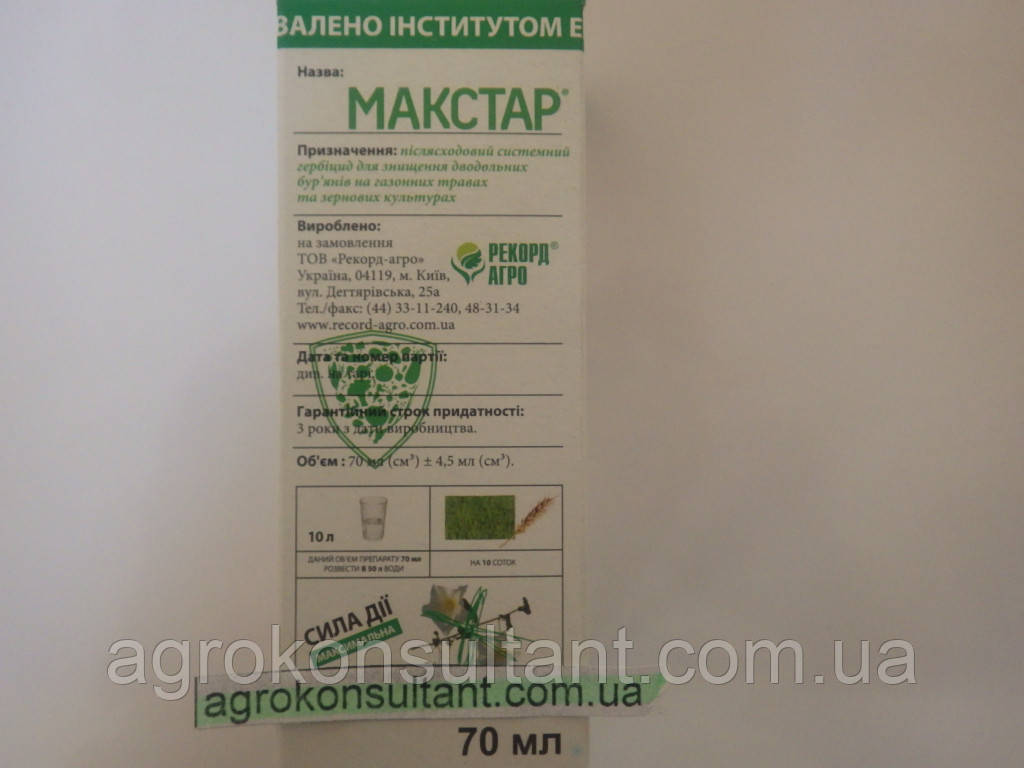 ЗАЛЕНО ІНСТИТУТОМ Е
Назва:
МАКСТАР®
Призначення: післясходовий системний
гербіцид для знищення дводольних
бур'янів на газонних травах
та зернових культурах
Вироблено:
на замовлення
ТОВ «Рекорд-агро»
Україна, 04119, м. Київ,
вул. Дегтярівська, 25а
Тел./факс: (44) 33-11-240, 48-31-34
www.record-agro.com.ua
РЕКОРД®
АГРО
Дата та номер партії:
див. на тарі.
Гарантійний строк придатності:
3 роки з дати виробництва.
Об'єм : 70 мл (см³) ± 4,5 мл (см³).
10 л
ДАНИЙ ОБ'ЄМ ПРЕПАРАТУ 70 мл
РОЗВЕСТИ В 50 л ВОДИ
НА 10 СОТОК
СИЛА ДІЇ
МАКСИМАЛЬНА
agrokonsultant.com.ua
agrokonsultant.com.ua
70 мл